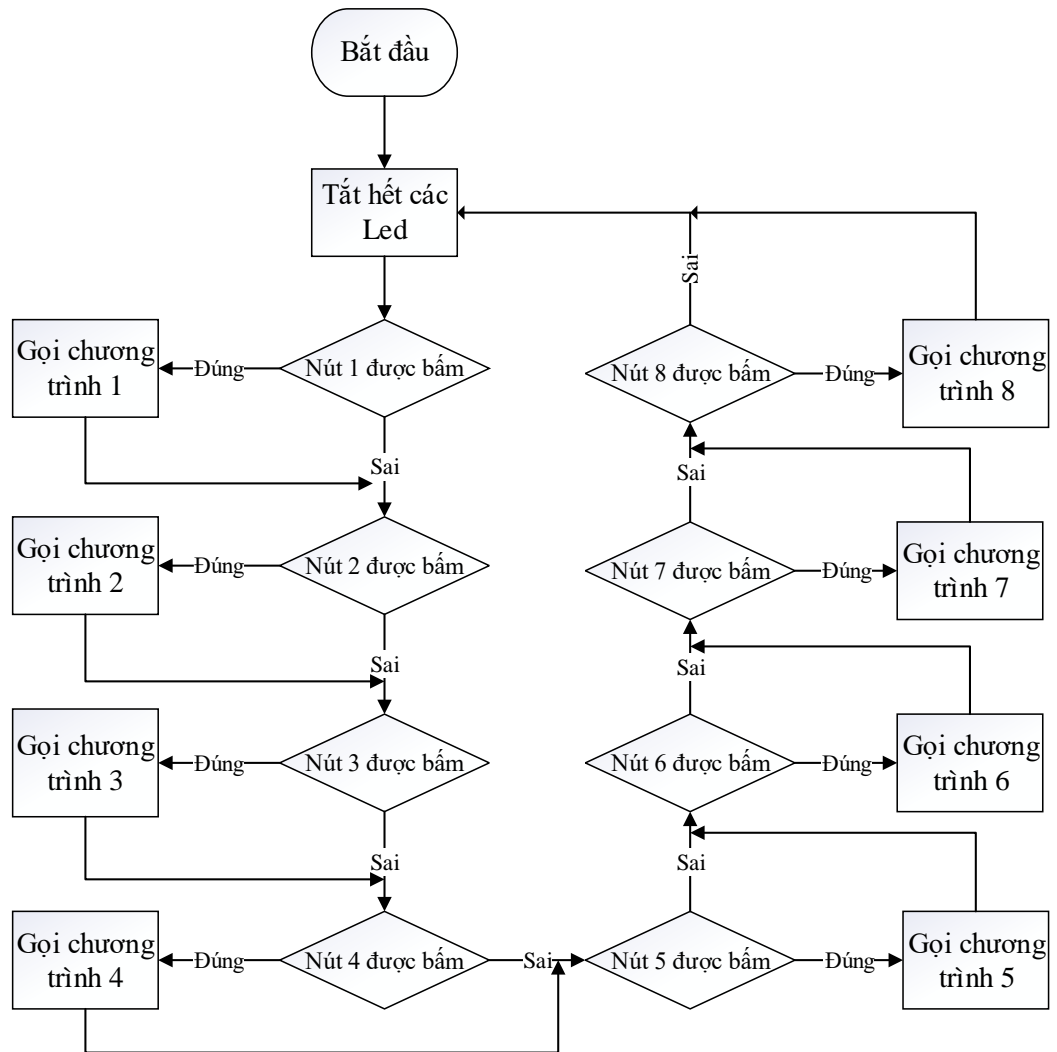 Bắt đầu
Tắt hết các
Led
Nút 1 được bấm
Đúng
Gọi chương
trình 1
Sai
Nút 2 được bấm
Đúng
Gọi chương
trình 2
Sai
Nút 3 được bấm
Đúng
Gọi chương
trình 3
Sai
Nút 4 được bấm
Đúng
Gọi chương
trình 4
Sai
Nút 5 được bấm
Đúng
Gọi chương
trình 5
Sai
Nút 6 được bấm
Đúng
Gọi chương
trình 6
Sai
Nút 7 được bấm
Đúng
Gọi chương
trình 7
Sai
Nút 8 được bấm
Đúng
Gọi chương
trình 8
Sai